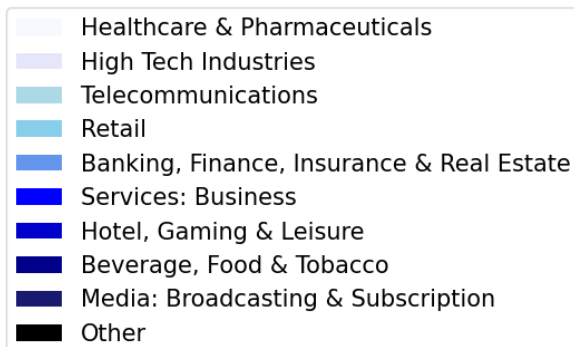 Healthcare & Pharmaceuticals
High Tech Industries
Telecommunications
Retail
Banking, Finance, Insurance & Real Estate
Services: Business
Hotel, Gaming & Leisure
Beverage, Food & Tobacco
Media: Broadcasting & Subscription
Other